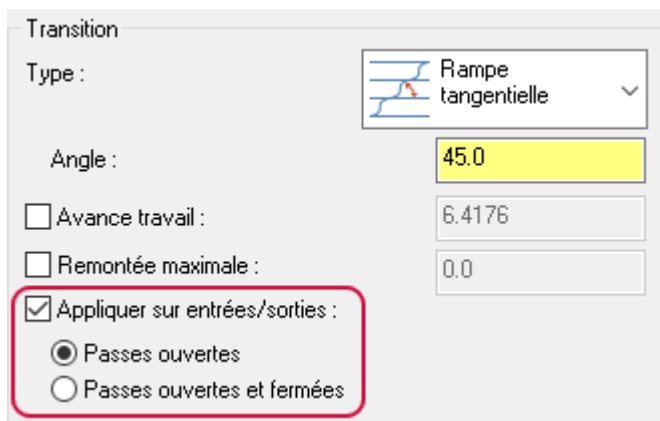 Transition
Type :
Rampe
tangentielle
Angle :
45.0
Avance travail :
6.4176
Remontée maximale :
0.0
Appliquer sur entrées/sorties :
Passes ouvertes
Passes ouvertes et fermées